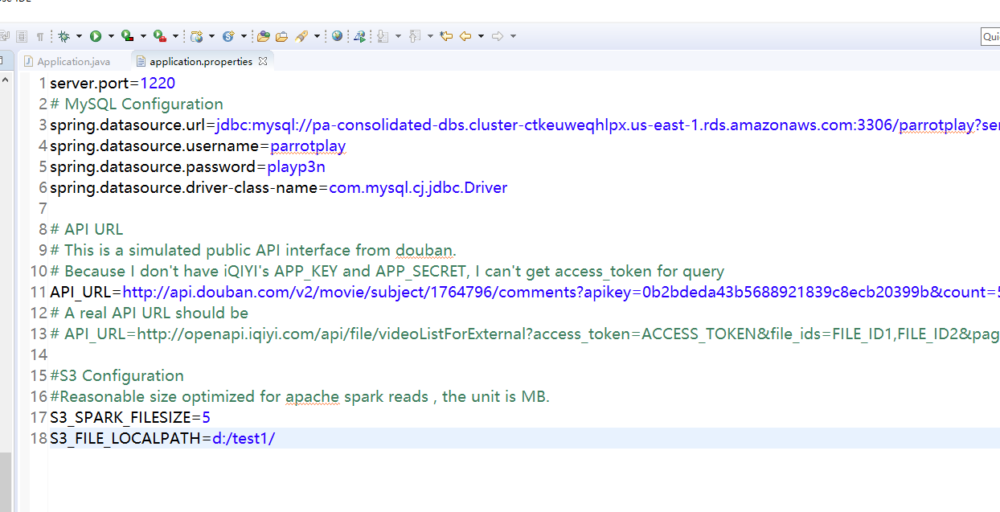 Application.java
application.properties
1 server.port=1220
2 # MySQL Configuration
3 spring.datasource.url=jdbc:mysql://pa-consolidated-dbs.cluster-ctkeuweqhlpx.us-east-1.rds.amazonaws.com:3306/parrotplay?ser
4 spring.datasource.username=parrotplay
5 spring.datasource.password=playp3n
6 spring.datasource.driver-class-name=com.mysql.cj.jdbc.Driver
7
8 # API URL
9 # This is a simulated public API interface from douban.
10 # Because I don't have iQIYI's APP_KEY and APP_SECRET, I can't get access_token for query
11 API_URL=http://api.douban.com/v2/movie/subject/1764796/comments?apikey=0b2bdeda43b5688921839c8ecb20399b&count=5
12 # A real API URL should be
13 # API_URL=http://openapi.iqiyi.com/api/file/videoListForExternal?access_token=ACCESS_TOKEN&file_ids=FILE_ID1,FILE_ID2&pag
14
15 #S3 Configuration
16 #Reasonable size optimized for apache spark reads , the unit is MB.
17 S3_SPARK_FILESIZE=5
18 S3_FILE_LOCALPATH=d:/test1/